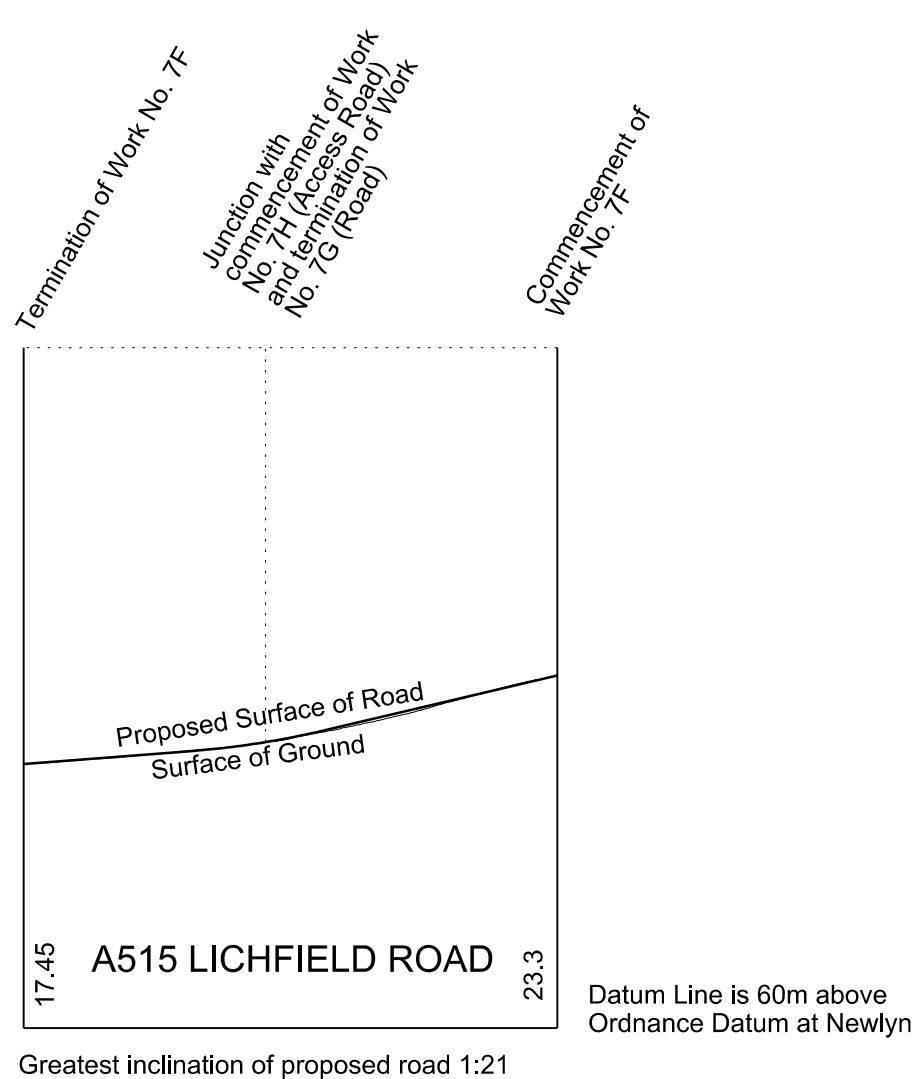 Termination of Work No. 7F
Junction with
commencement of Work
No. 7H (Access Road)
and termination of Work
No. 7G (Road)
Commencement of
Work No. 7F
Proposed Surface of Road
Surface of Ground
17.45
A515 LICHFIELD ROAD
23.3
Datum Line is 60m above
Ordnance Datum at Newlyn
Greatest inclination of proposed road 1:21